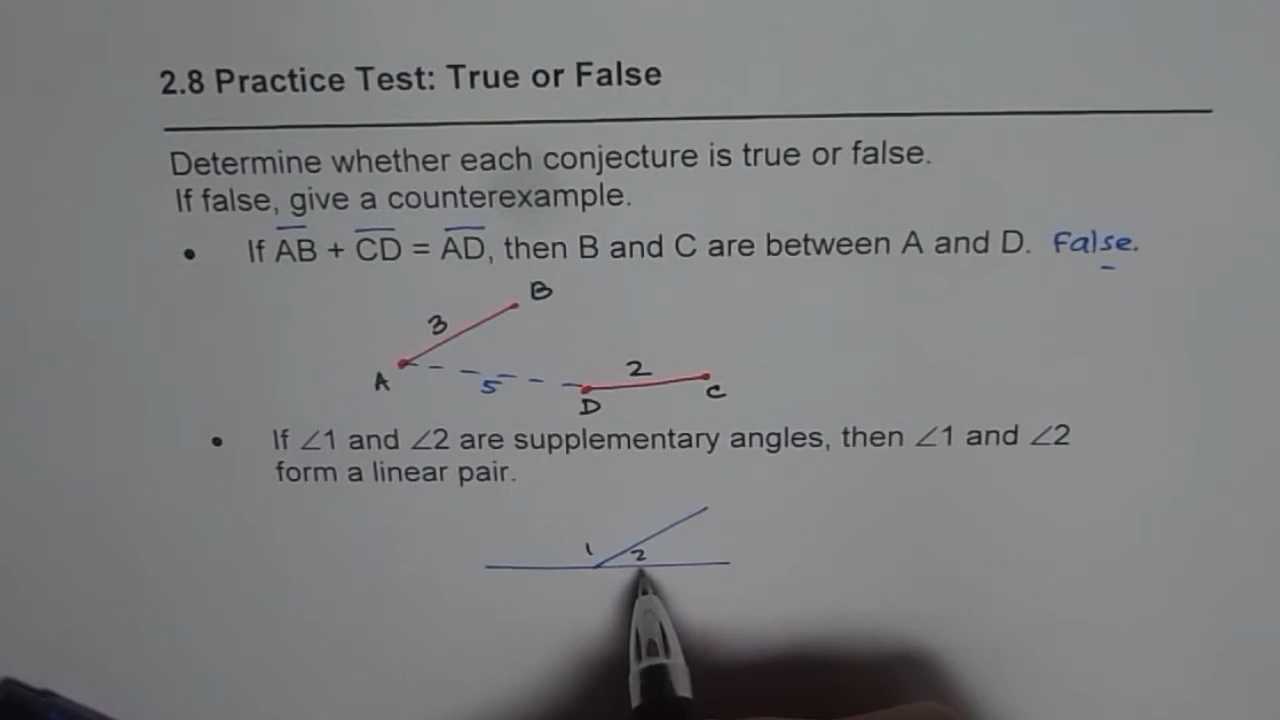 2.8 Practice Test: True or False
Determine whether each conjecture is true or false.
If false, give a counterexample.
• If AB + CD = AD, then B and C are between A and D. False.
B
3
A
5
2
D
C
• If ∠1 and ∠2 are supplementary angles, then ∠1 and ∠2
form a linear pair.
1 2